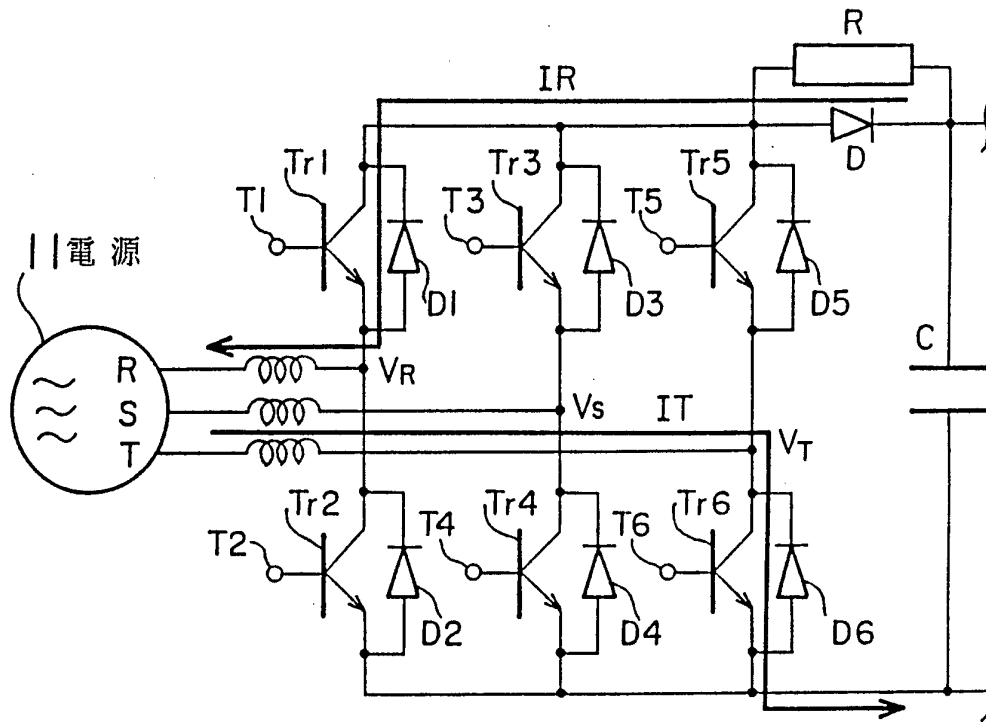 R
IR
D
Tr1
Tr3
Tr5
T1
T3
T5
11電源
D1
D3
D5
R
VR
C
S
Vs
IT
T
VT
Tr2
Tr4
Tr6
T2
T4
T6
D2
D4
D6